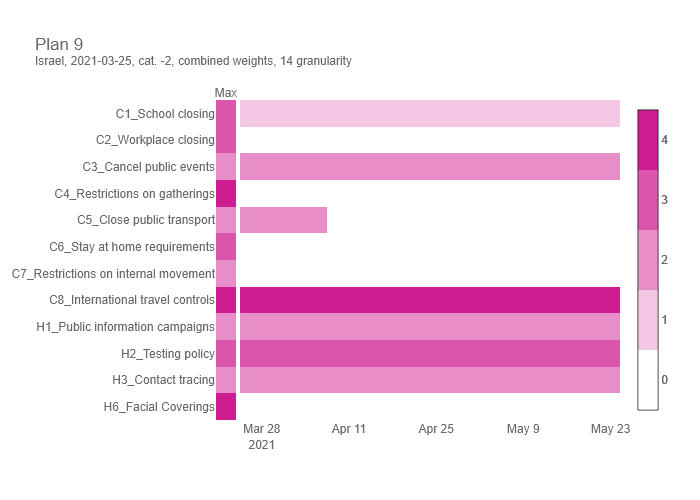 Plan 9
Israel, 2021-03-25, cat. -2, combined weights, 14 granularity
Max
C1_School closing
C2_Workplace closing
C3_Cancel public events
C4_Restrictions on gatherings
C5_Close public transport
C6_Stay at home requirements
C7_Restrictions on internal movement
C8_International travel controls
H1_Public information campaigns
H2_Testing policy
H3_Contact tracing
H6_Facial Coverings
Mar 28 Apr 11 Apr 25 May 9 May 23
2021
4
3
2
1
0